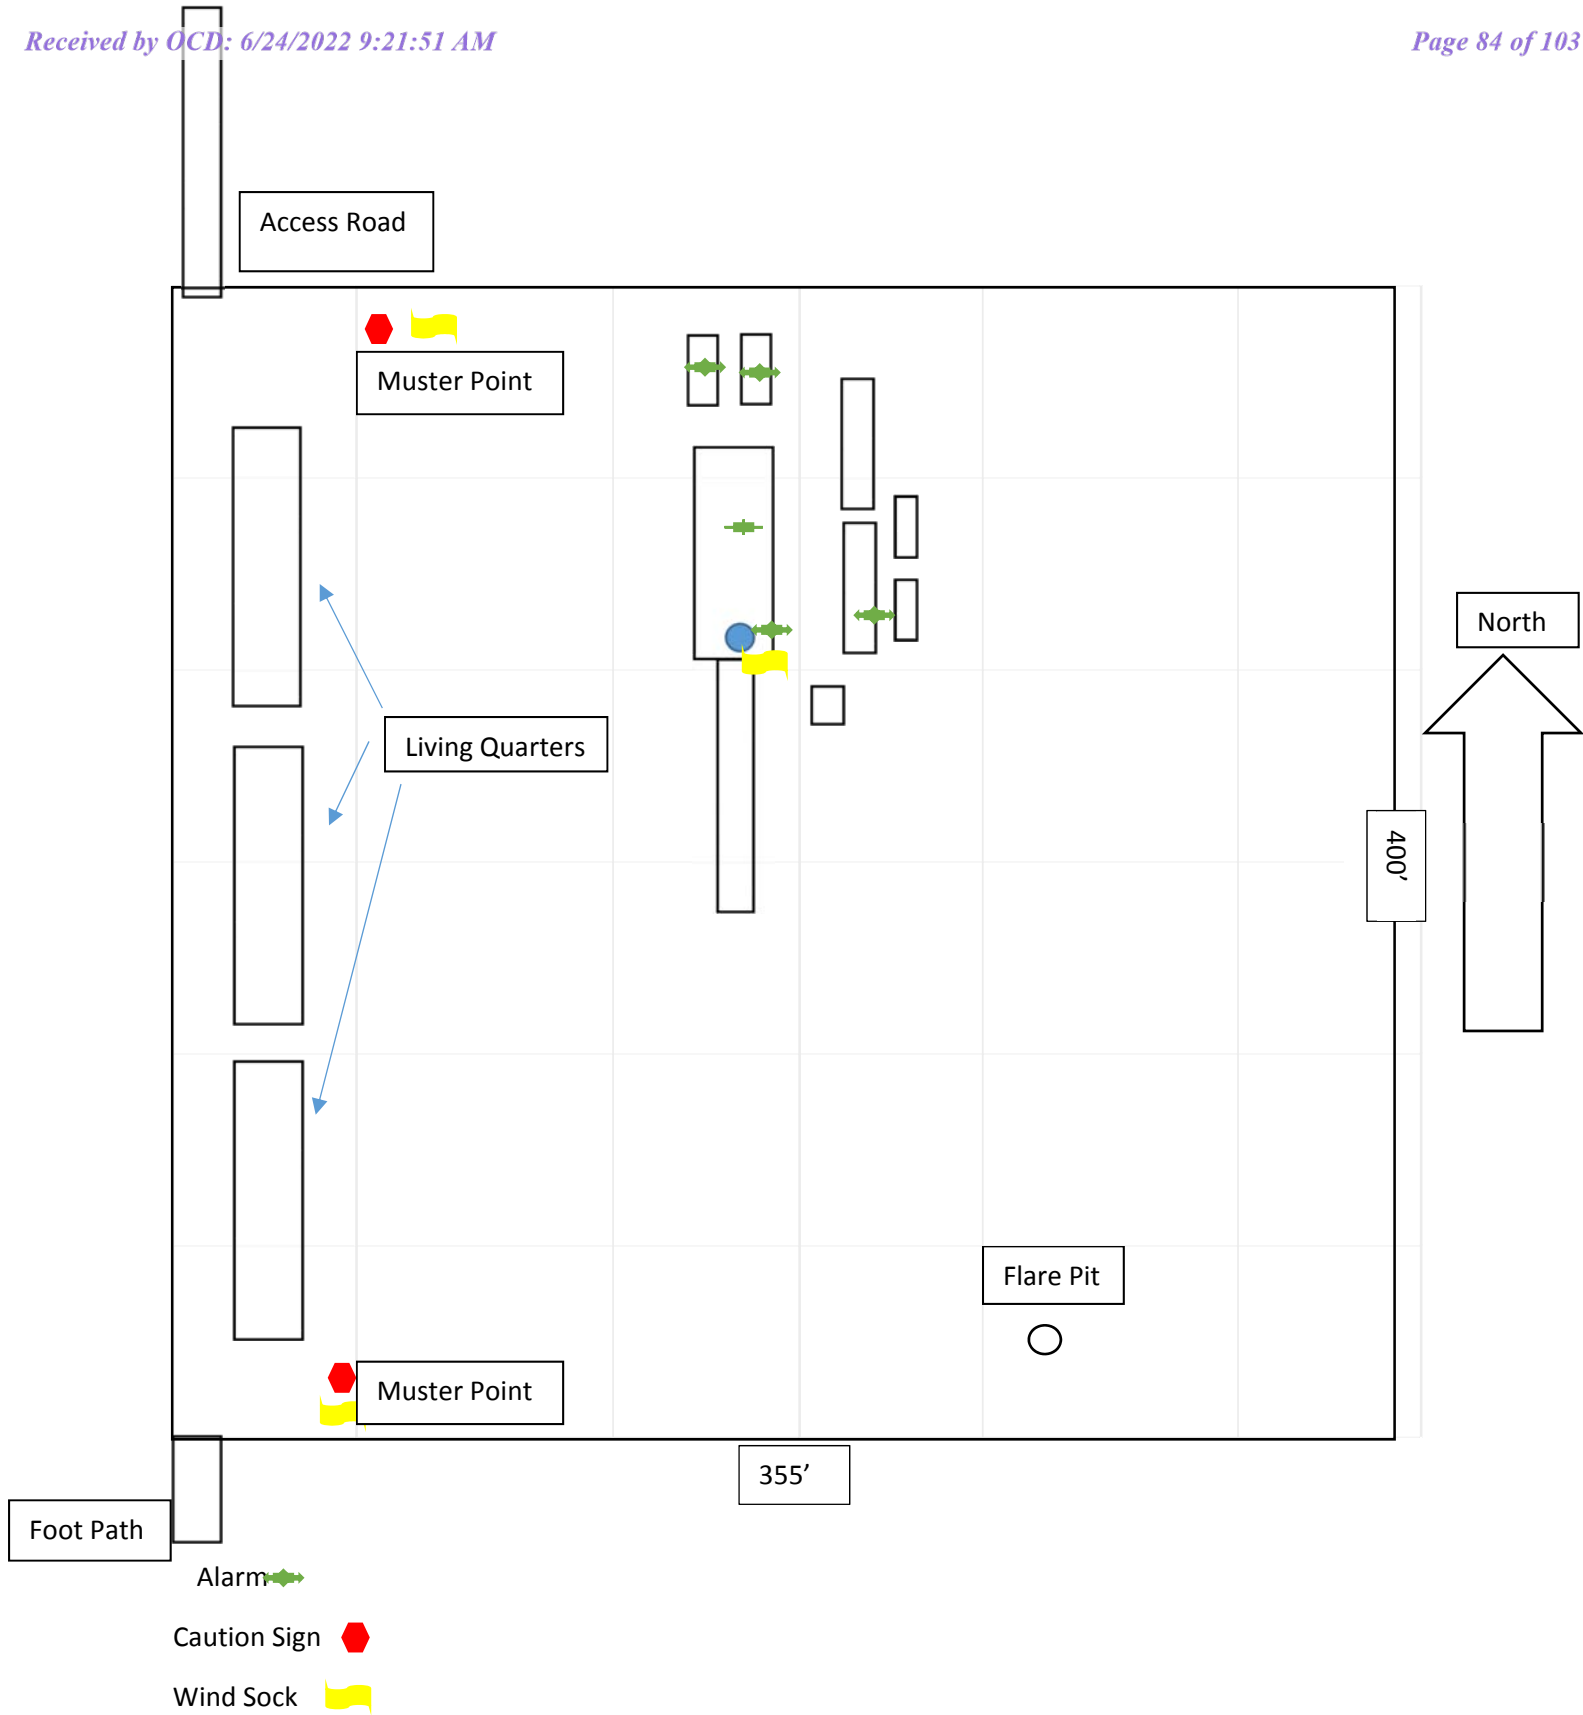 Received by OCD: 6/24/2022 9:21:51 AM
Page 84 of 103
Access Road
Muster Point
North
Living Quarters
400’
Flare Pit
Muster Point
355’
Foot Path
Alarm
Caution Sign
Wind Sock